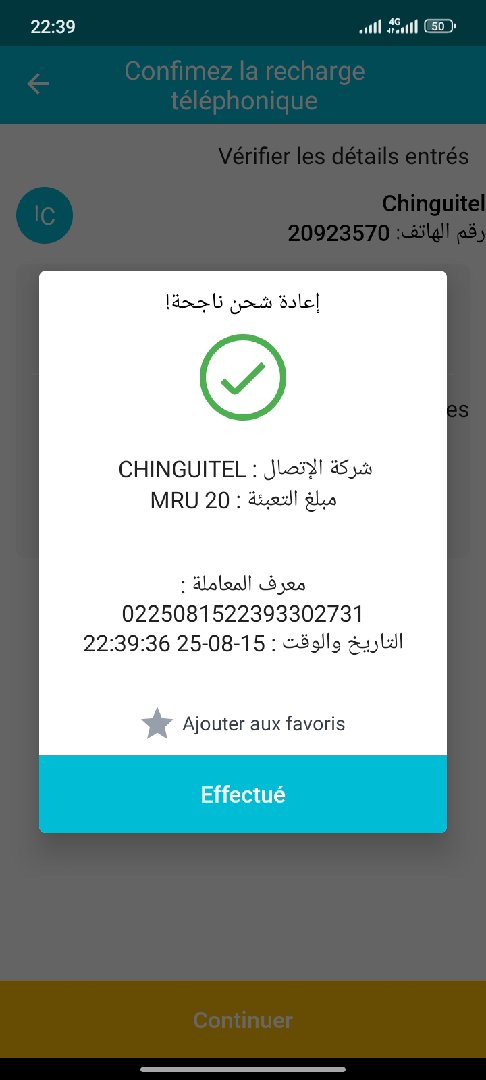 22:39
4G
50
Confimez la recharge
téléphonique
Vérifier les détails entrés
IC
Chinguitel
رقم الهاتف: 20923570
إعادة شحن ناجحة!
es
شركة الإتصال : CHINGUITEL
مبلغ التعبئة : 20 MRU
معرف المعاملة :
0225081522393302731
التاريخ والوقت : 15-08-25 22:39:36
Ajouter aux favoris
Effectué
Continuer